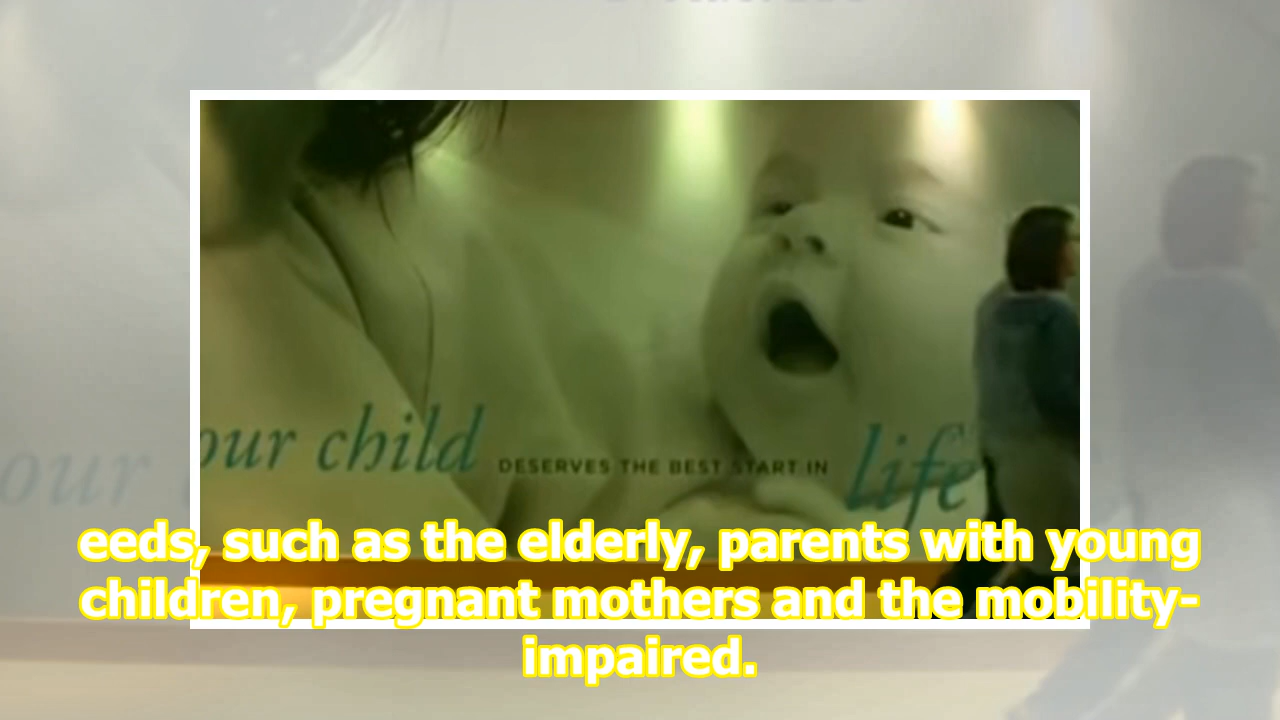 our child DESERVES THE BEST START IN life
eeds, such as the elderly, parents with young
children, pregnant mothers and the mobility-
impaired.